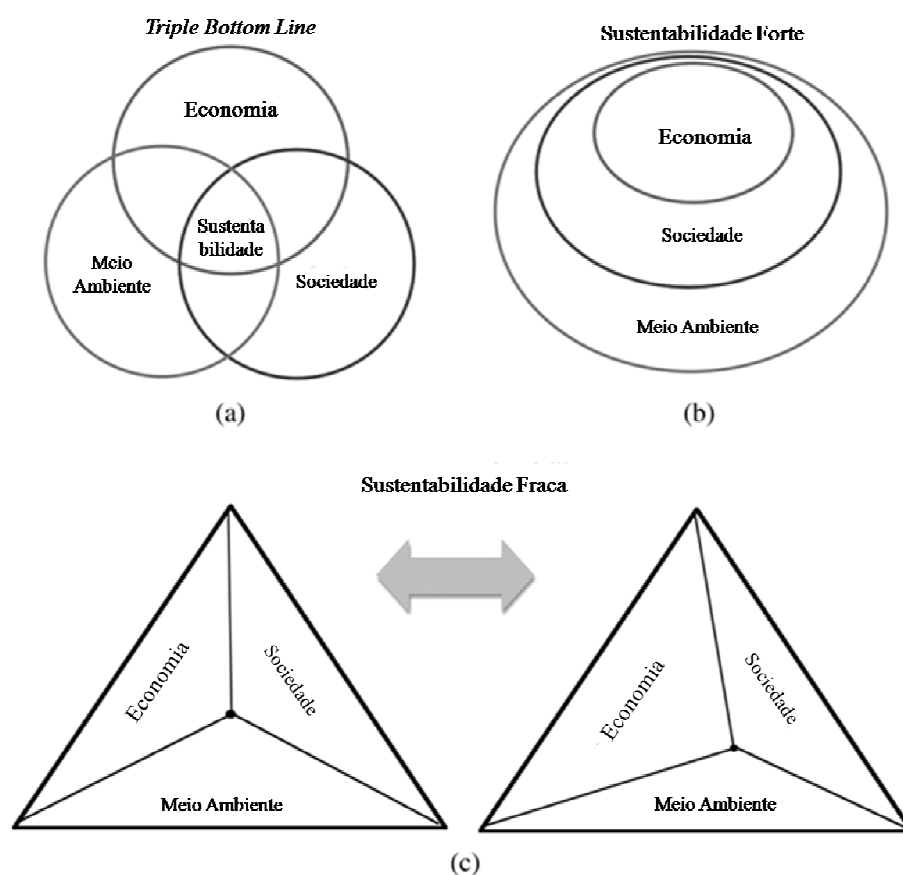 Triple Bottom Line
Economia
Sustenta
bilidade
Meio
Ambiente
Sociedade
(a)
Sustentabilidade Forte
Economia
Sociedade
Meio Ambiente
(b)
Sustentabilidade Fraca
Economia
Sociedade
Meio Ambiente
Economia
Sociedade
Meio Ambiente
(c)